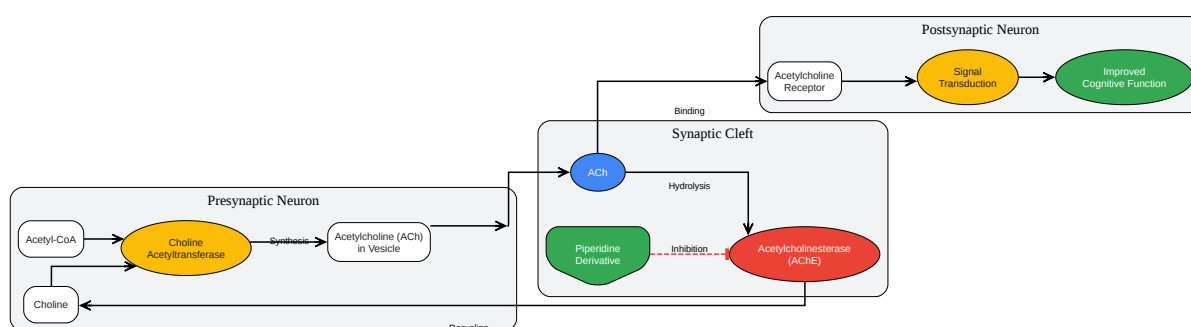 Postsynaptic Neuron
Acetylcholine
Receptor
Signal
Transduction
Improved
Cognitive Function
Binding
Synaptic Cleft
ACh
Hydrolysis
Presynaptic Neuron
Acetyl-CoA
Choline
Acetyltransferase
Synthesis
Acetylcholine (ACh)
in Vesicle
Piperidine
Derivative
Inhibition
Acetylcholinesterase
(AChE)
Choline